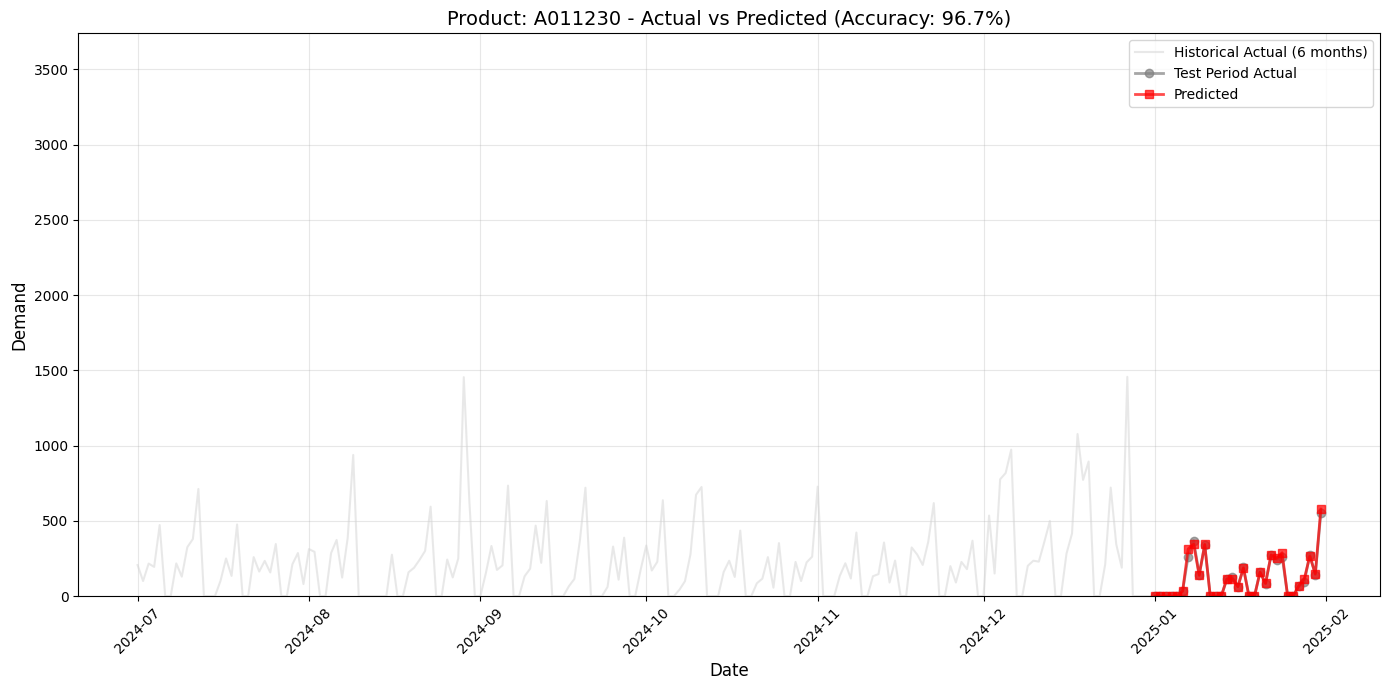 Product: A011230 - Actual vs Predicted (Accuracy: 96.7%)
Historical Actual (6 months)
Test Period Actual
Predicted
Demand
3500
3000
2500
2000
1500
1000
500
0
2024-07
2024-08
2024-09
2024-10
2024-11
2024-12
2025-01
2025-02
Date